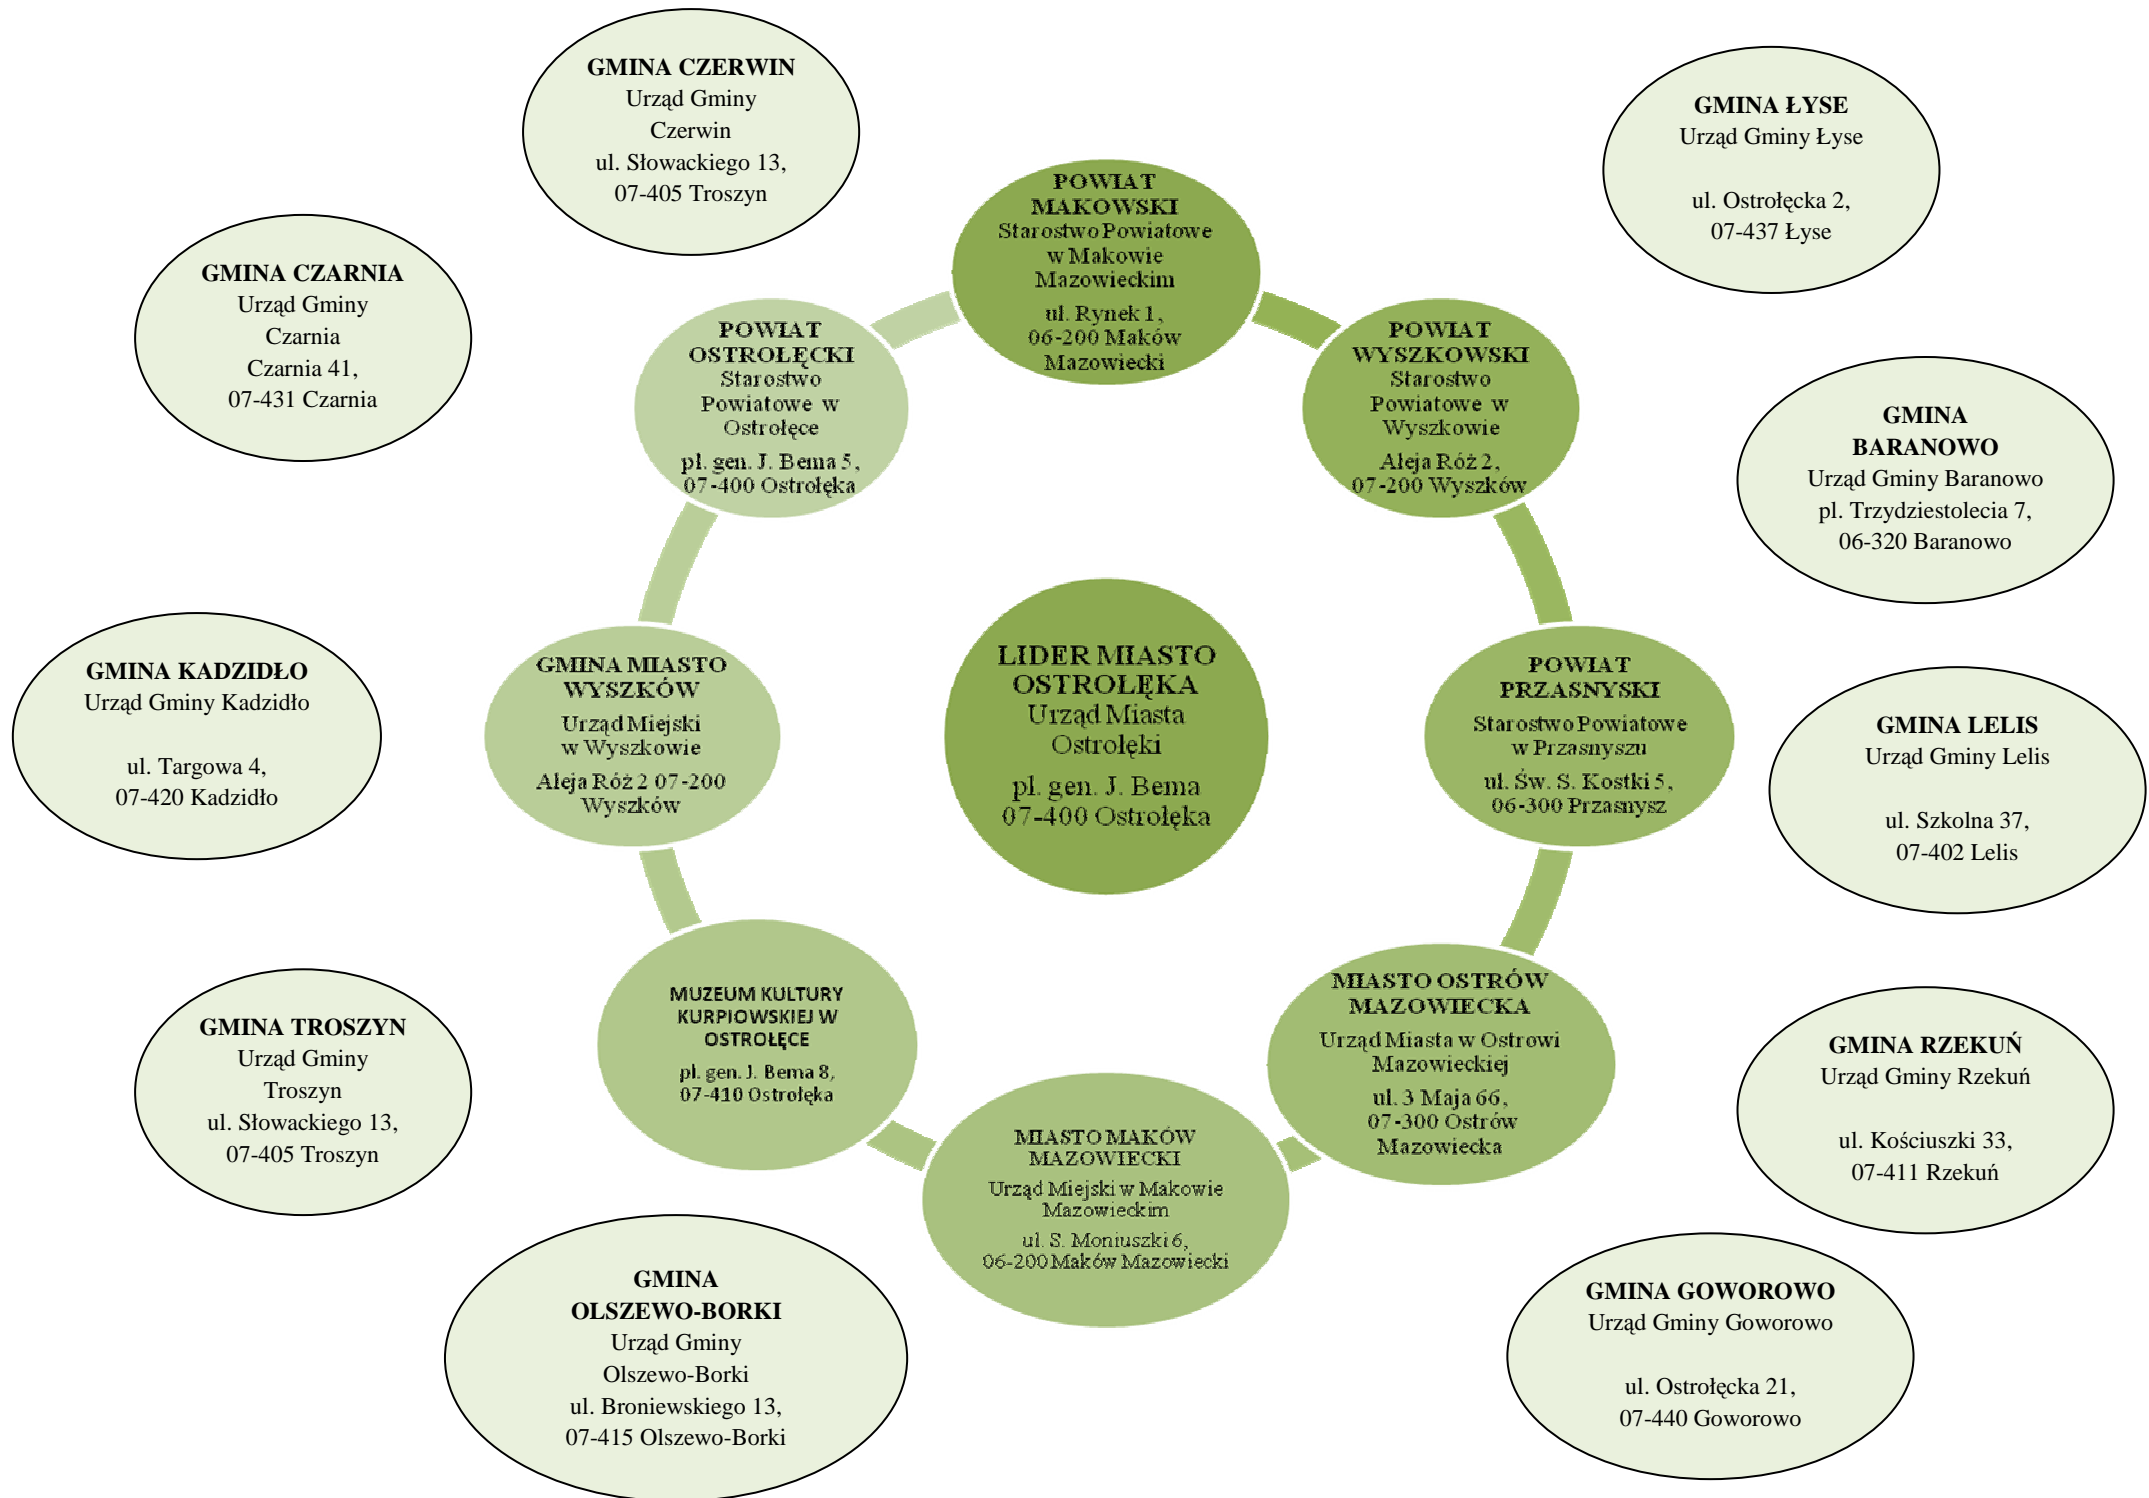 GMINA CZERWIN
Urząd Gminy
Czerwin
ul. Słowackiego 13,
07-405 Troszyn
GMINA ŁYSE
Urząd Gminy Łyse
ul. Ostrołęcka 2,
07-437 Łyse
GMINA CZARNIA
Urząd Gminy
Czarnia
Czarnia 41,
07-431 Czarnia
POWIAT
MAKOWSKI
Starostwo Powiatowe
w Makowie
Mazowieckim
ul. Rynek 1,
06-200 Maków
Mazowiecki
POWIAT
OSTROŁĘCKI
Starostwo
Powiatowe w
Ostrołęce
pl. gen. J. Bema 5,
07-400 Ostrołęka
POWIAT
WYSZKOWSKI
Starostwo
Powiatowe w
Wyszkowie
Aleja Róż 2,
07-200 Wyszków
GMINA
BARANOWO
Urząd Gminy Baranowo
pl. Trzydziestolecia 7,
06-320 Baranowo
GMINA KADZIDŁO
Urząd Gminy Kadzidło
ul. Targowa 4,
07-420 Kadzidło
GMINA MIASTO
WYSZKÓW
Urząd Miejski
w Wyszkowie
Aleja Róż 2 07-200
Wyszków
LIDER MIASTO
OSTROŁĘKA
Urząd Miasta
Ostrołęki
pl. gen. J. Bema
07-400 Ostrołęka
POWIAT
PRZASNYSKI
Starostwo Powiatowe
w Przasnyszu
ul. Św. S. Kostki 5,
06-300 Przasnysz
GMINA LELIS
Urząd Gminy Lelis
ul. Szkolna 37,
07-402 Lelis
GMINA TROSZYN
Urząd Gminy
Troszyn
ul. Słowackiego 13,
07-405 Troszyn
MUZEUM KULTURY
KURPIOWSKIEJ W
OSTROŁĘCE
pl. gen. J. Bema 8,
07-410 Ostrołęka
MIASTO OSTRÓW
MAZOWIECKA
Urząd Miasta w Ostrowi
Mazowieckiej
ul. 3 Maja 66,
07-300 Ostrów
Mazowiecka
GMINA RZEKUŃ
Urząd Gminy Rzekuń
ul. Kościuszki 33,
07-411 Rzekuń
MIASTO MAKÓW
MAZOWIECKI
Urząd Miejski w Makowie
Mazowieckim
ul. S. Moniuszki 6,
06-200 Maków Mazowiecki
GMINA
OLSZEWO-BORKI
Urząd Gminy
Olszewo-Borki
ul. Broniewskiego 13,
07-415 Olszewo-Borki
GMINA GOWOROWO
Urząd Gminy Goworowo
ul. Ostrołęcka 21,
07-440 Goworowo